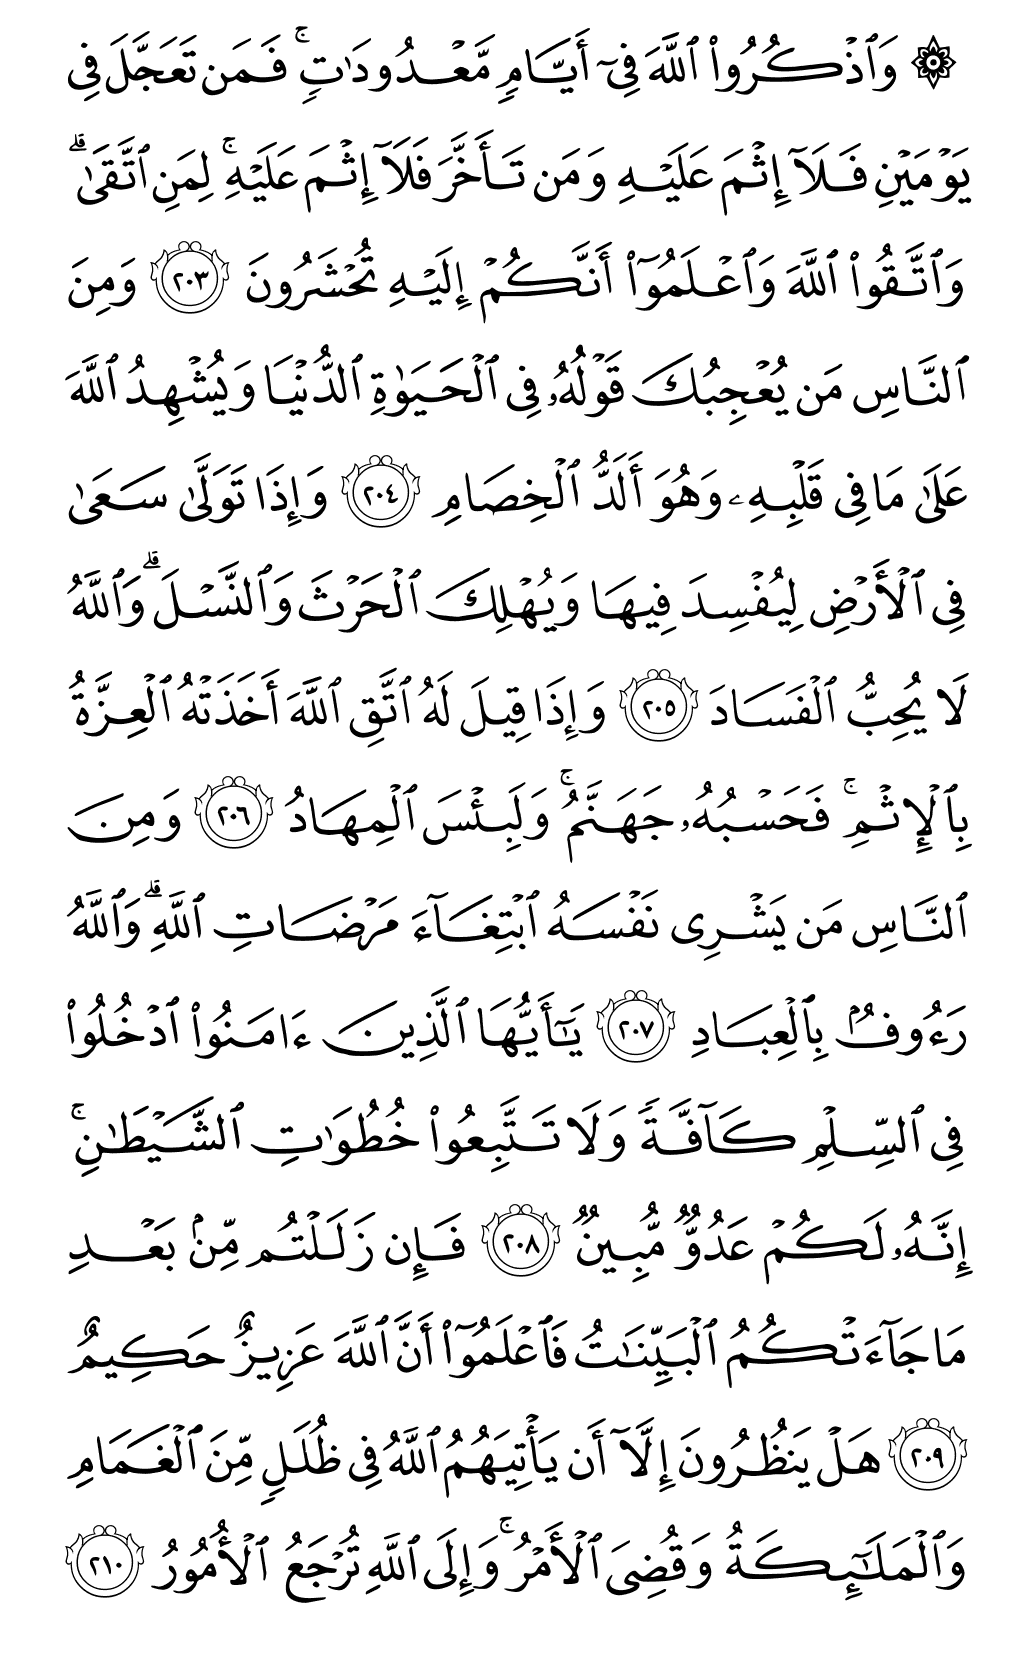 ۞ وَٱذْكُرُوا۟ ٱللَّهَ فِىٓ أَيَّامٍ مَّعْدُودَٰتٍ ۚ فَمَن تَعَجَّلَ فِى
يَوْمَيْنِ فَلَآ إِثْمَ عَلَيْهِ وَمَن تَأَخَّرَ فَلَآ إِثْمَ عَلَيْهِ ۚ لِمَنِ ٱتَّقَىٰ ۗ
وَٱتَّقُوا۟ ٱللَّهَ وَٱعْلَمُوٓا۟ أَنَّكُمْ إِلَيْهِ تُحْشَرُونَ ٢٠٣ وَمِنَ
ٱلنَّاسِ مَن يُعْجِبُكَ قَوْلُهُۥ فِى ٱلْحَيَوٰةِ ٱلدُّنْيَا وَيُشْهِدُ ٱللَّهَ
عَلَىٰ مَا فِى قَلْبِهِۦ وَهُوَ أَلَدُّ ٱلْخِصَامِ ٢٠٤ وَإِذَا تَوَلَّىٰ سَعَىٰ
فِى ٱلْأَرْضِ لِيُفْسِدَ فِيهَا وَيُهْلِكَ ٱلْحَرْثَ وَٱلنَّسْلَ ۗ وَٱللَّهُ
لَا يُحِبُّ ٱلْفَسَادَ ٢٠٥ وَإِذَا قِيلَ لَهُ ٱتَّقِ ٱللَّهَ أَخَذَتْهُ ٱلْعِزَّةُ
بِٱلْإِثْمِ ۚ فَحَسْبُهُۥ جَهَنَّمُ ۚ وَلَبِئْسَ ٱلْمِهَادُ ٢٠٦ وَمِنَ
ٱلنَّاسِ مَن يَشْرِى نَفْسَهُ ٱبْتِغَآءَ مَرْضَاتِ ٱللَّهِ ۗ وَٱللَّهُ
رَءُوفٌۢ بِٱلْعِبَادِ ٢٠٧ يَٰٓأَيُّهَا ٱلَّذِينَ ءَامَنُوا۟ ٱدْخُلُوا۟
فِى ٱلسِّلْمِ كَآفَّةً وَلَا تَتَّبِعُوا۟ خُطُوَٰتِ ٱلشَّيْطَٰنِ ۚ
إِنَّهُۥ لَكُمْ عَدُوٌّ مُّبِينٌ ٢٠٨ فَإِن زَلَلْتُم مِّنۢ بَعْدِ
مَا جَآءَتْكُمُ ٱلْبَيِّنَٰتُ فَٱعْلَمُوٓا۟ أَنَّ ٱللَّهَ عَزِيزٌ حَكِيمٌ
٢٠٩ هَلْ يَنظُرُونَ إِلَّآ أَن يَأْتِيَهُمُ ٱللَّهُ فِى ظُلَلٍ مِّنَ ٱلْغَمَامِ
وَٱلْمَلَٰٓئِكَةُ وَقُضِىَ ٱلْأَمْرُ ۚ وَإِلَى ٱللَّهِ تُرْجَعُ ٱلْأُمُورُ ٢١٠